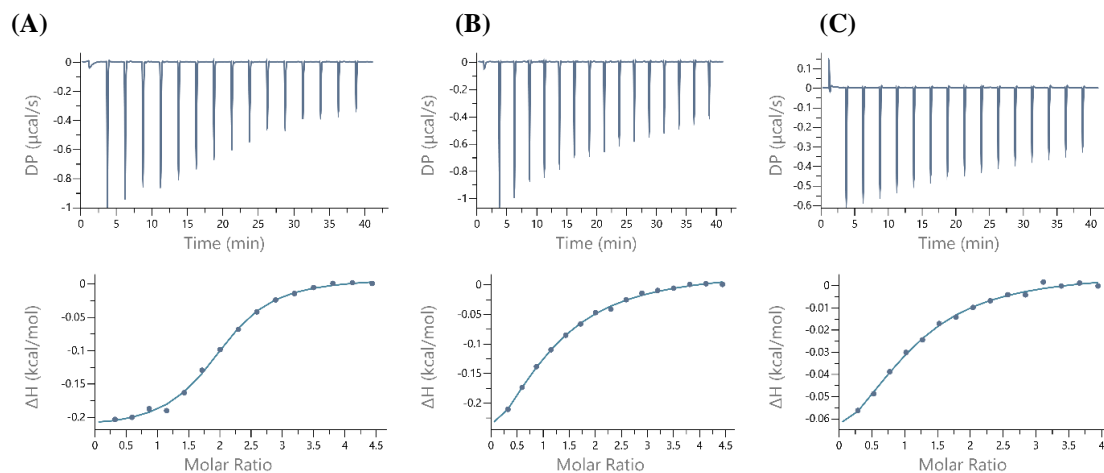 (A)
(B)
(C)
DP (µcal/s)
0
-0.2
-0.4
-0.6
-0.8
-1
0 5 10 15 20 25 30 35 40
Time (min)
DP (µcal/s)
0
-0.2
-0.4
-0.6
-0.8
-1
0 5 10 15 20 25 30 35 40
Time (min)
DP (µcal/s)
0.1
0
-0.1
-0.2
-0.3
-0.4
-0.5
-0.6
0 5 10 15 20 25 30 35 40
Time (min)
ΔH (kcal/mol)
0
-0.05
-0.1
-0.15
-0.2
0 0.5 1 1.5 2 2.5 3 3.5 4 4.5
Molar Ratio
ΔH (kcal/mol)
0
-0.05
-0.1
-0.15
-0.2
0 0.5 1 1.5 2 2.5 3 3.5 4 4.5
Molar Ratio
ΔH (kcal/mol)
0
-0.01
-0.02
-0.03
-0.04
-0.05
-0.06
0 0.5 1 1.5 2 2.5 3 3.5 4
Molar Ratio